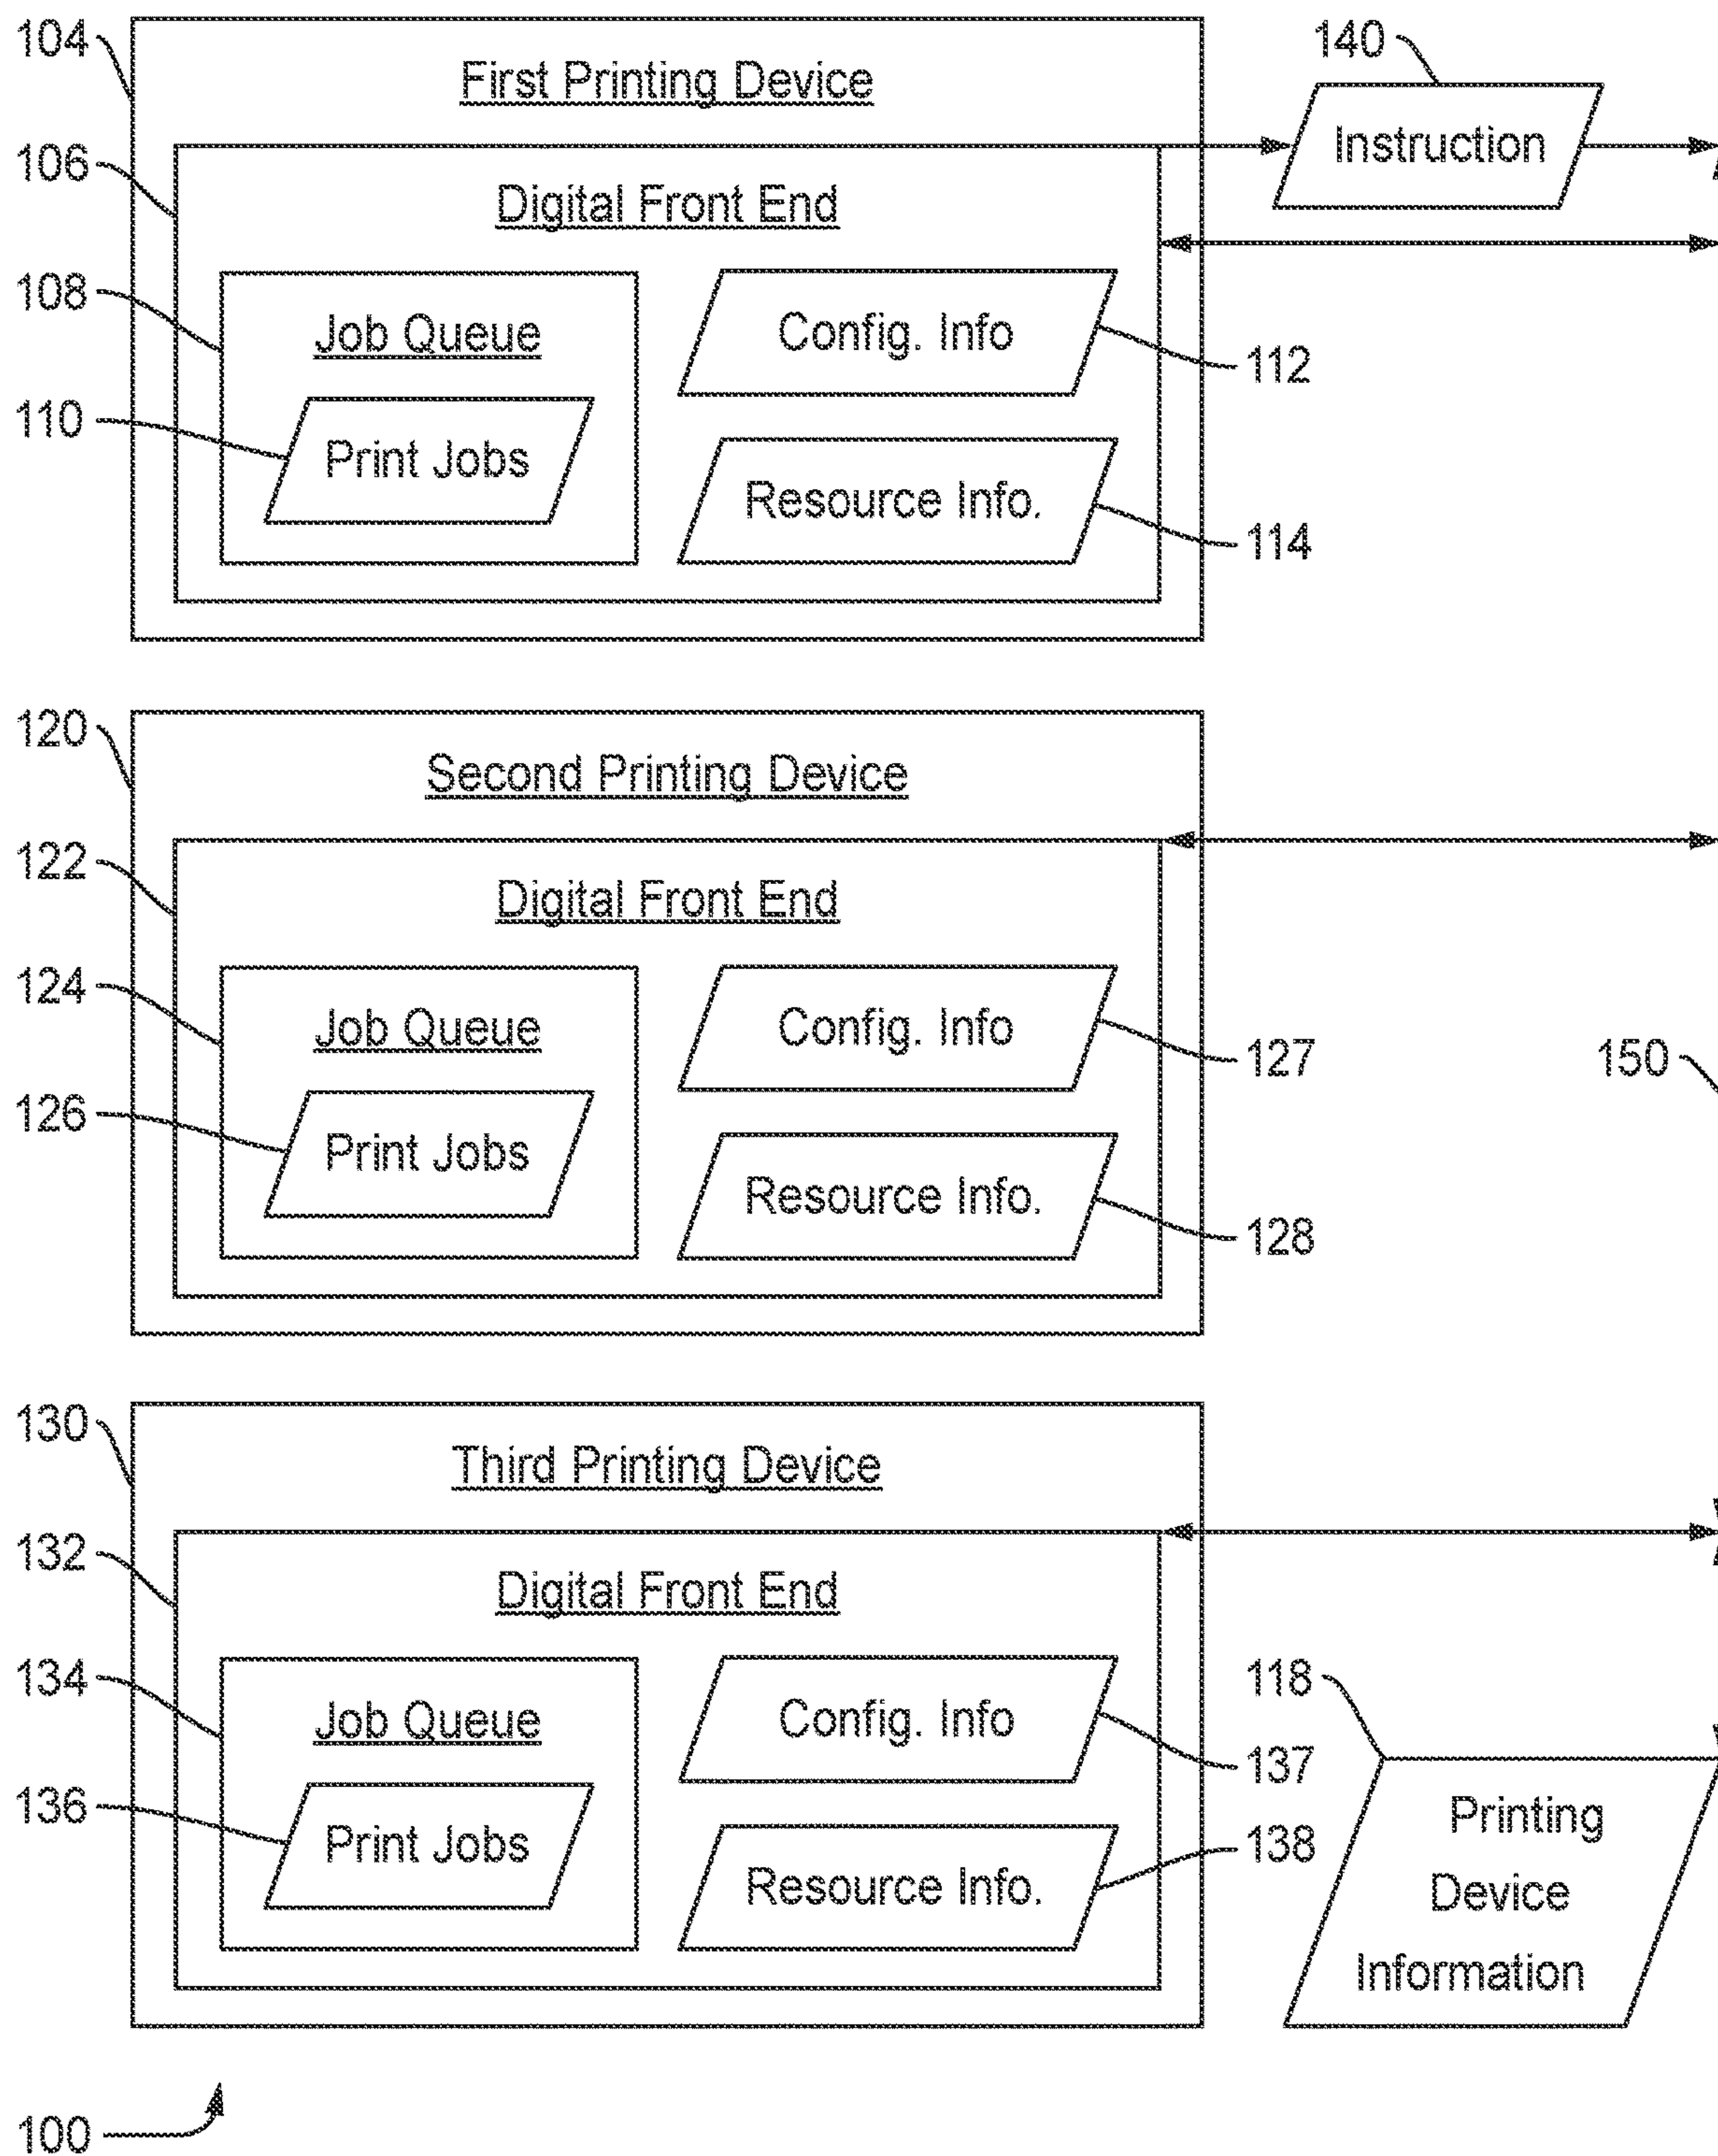 104
First Printing Device
140
Instruction
106
Digital Front End
108
Job Queue
Config. Info
112
110
Print Jobs
Resource Info.
114
120
Second Printing Device
122
Digital Front End
124
Job Queue
Config. Info
127
150
126
Print Jobs
Resource Info.
128
130
Third Printing Device
132
Digital Front End
134
Job Queue
Config. Info
137
118
136
Print Jobs
Resource Info.
138
Printing
Device
Information
100